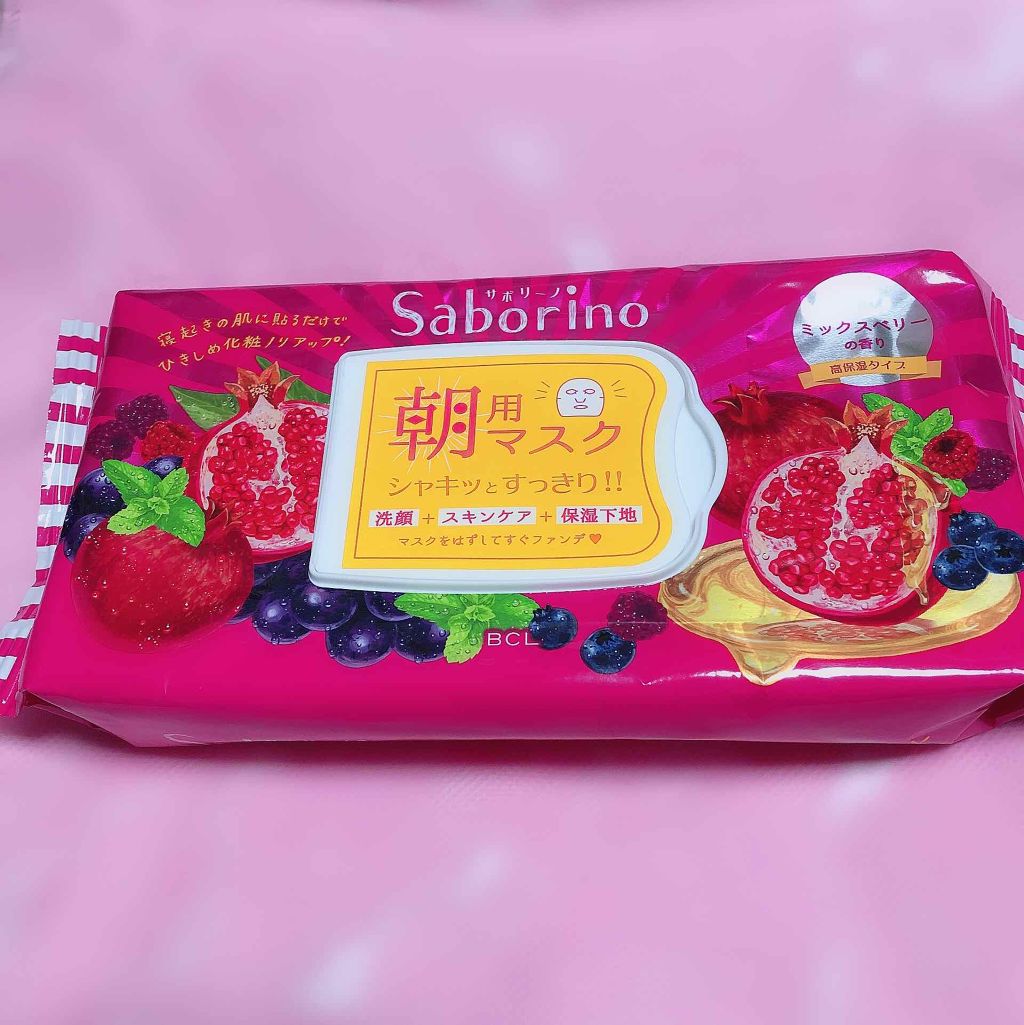 サボリーノ
Saborino
寝起きの肌に貼るだけで
ひきしめ化粧ノリアップ!
ミックスベリー
の香り
高保湿タイプ
朝用
マスク
シャキッとすっきり!!
洗顔 + スキンケア + 保湿下地
マスクをはずしてすぐファンデ♥
BCL